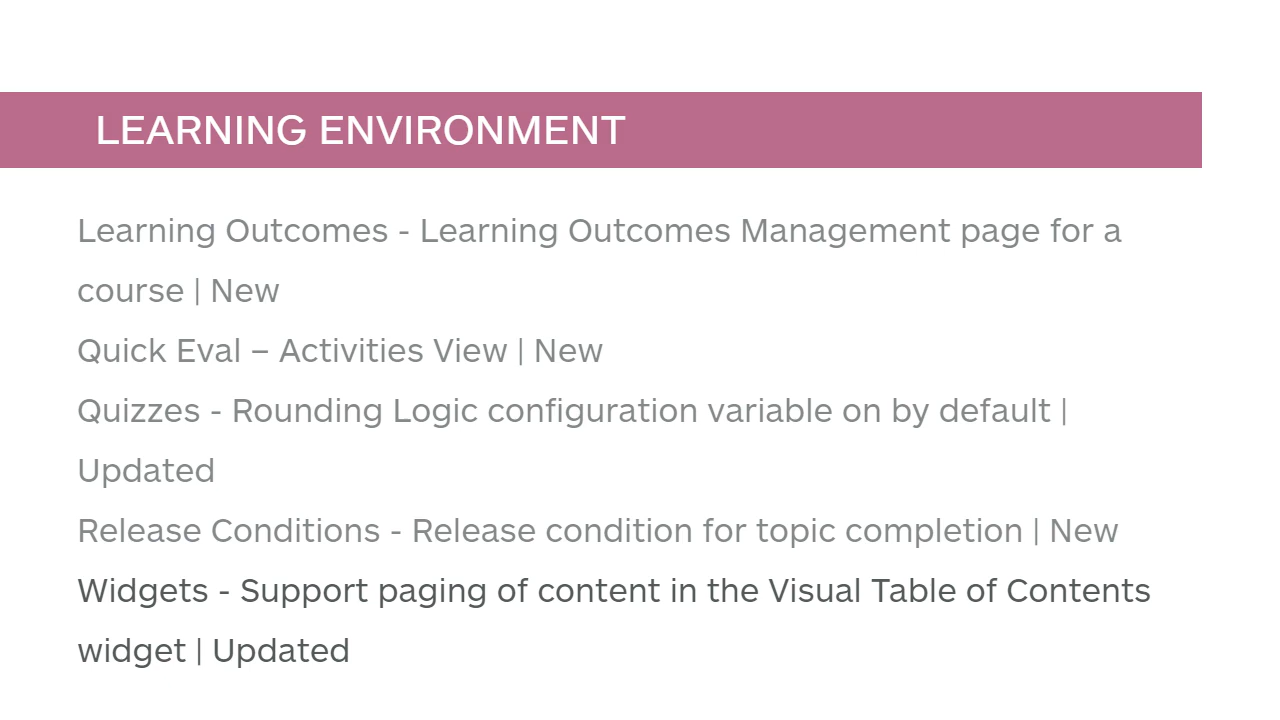 LEARNING ENVIRONMENT
Learning Outcomes - Learning Outcomes Management page for a
course | New
Quick Eval – Activities View | New
Quizzes - Rounding Logic configuration variable on by default |
Updated
Release Conditions - Release condition for topic completion | New
Widgets - Support paging of content in the Visual Table of Contents
widget | Updated